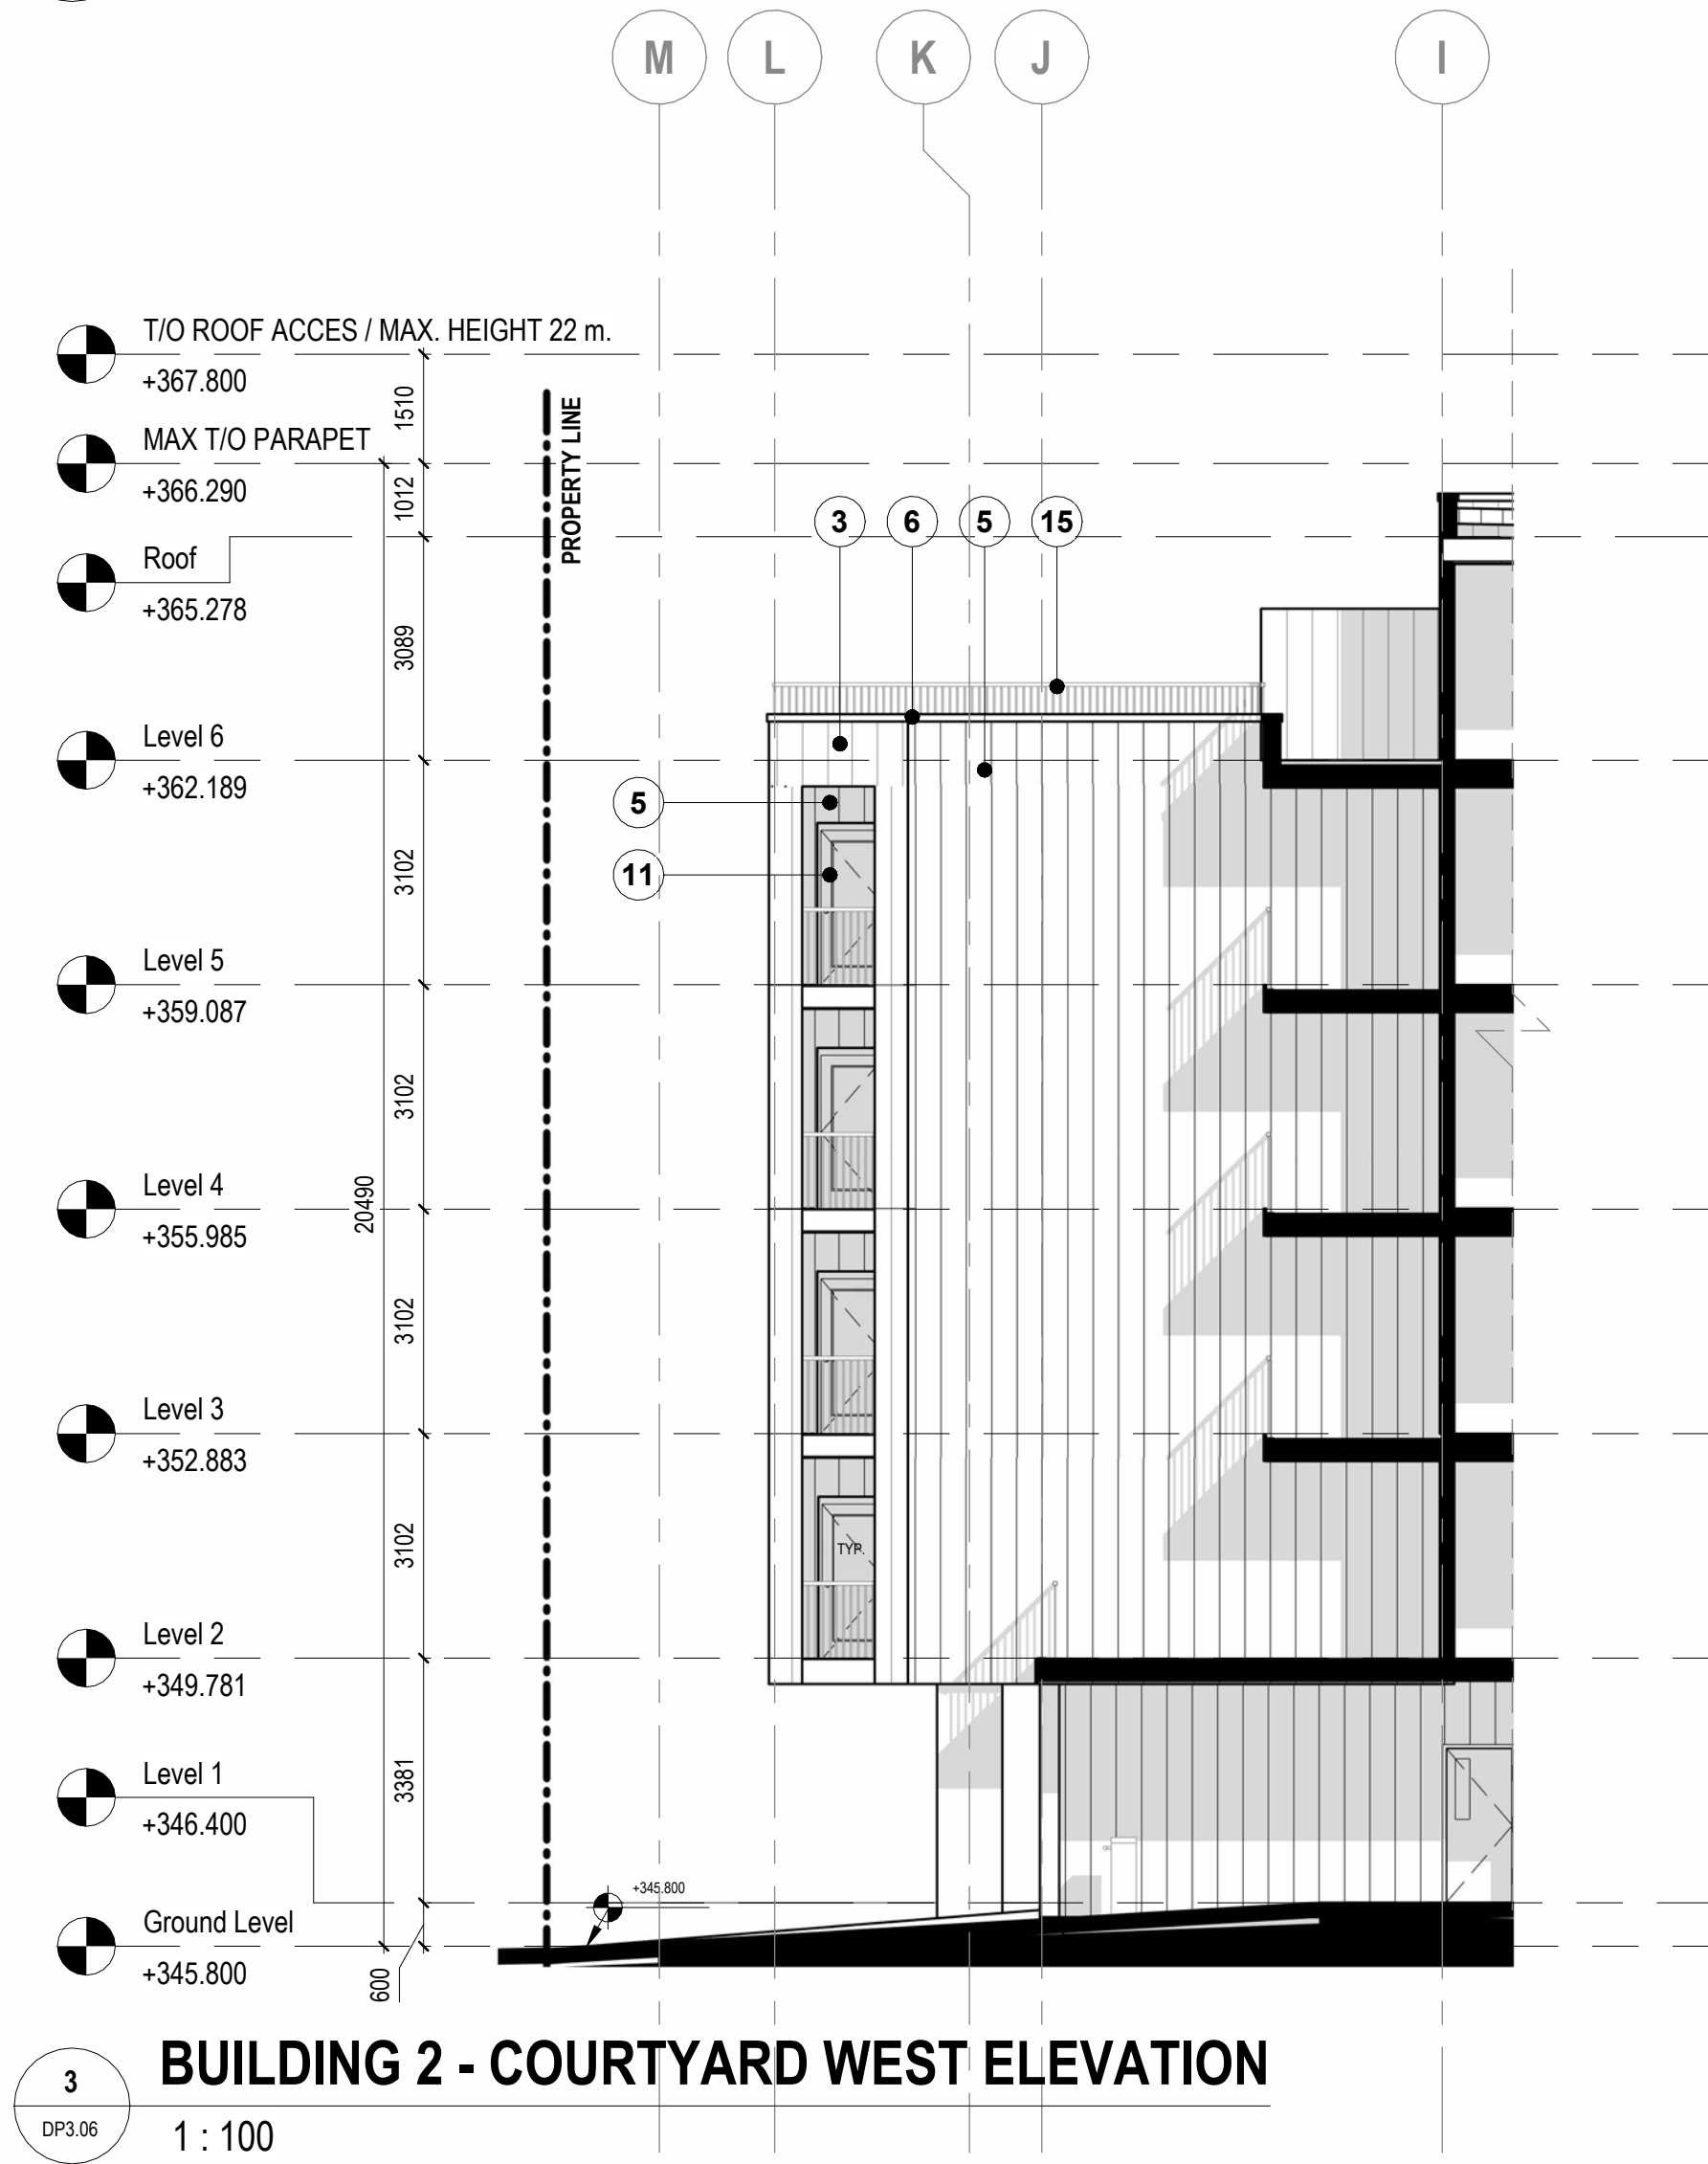 M L K J I
T/O ROOF ACCES / MAX. HEIGHT 22 m.
+367.800
1510
MAX T/O PARAPET
+366.290
1012
PROPERTY LINE
3 6 5 15
Roof
+365.278
3089
Level 6
+362.189
5
11
3102
Level 5
+359.087
3102
Level 4
+355.985
20490
3102
Level 3
+352.883
3102
TYP.
Level 2
+349.781
3381
Level 1
+346.400
+345.800
Ground Level
+345.800
600
3
DP3.06
BUILDING 2 - COURTYARD WEST ELEVATION
1 : 100